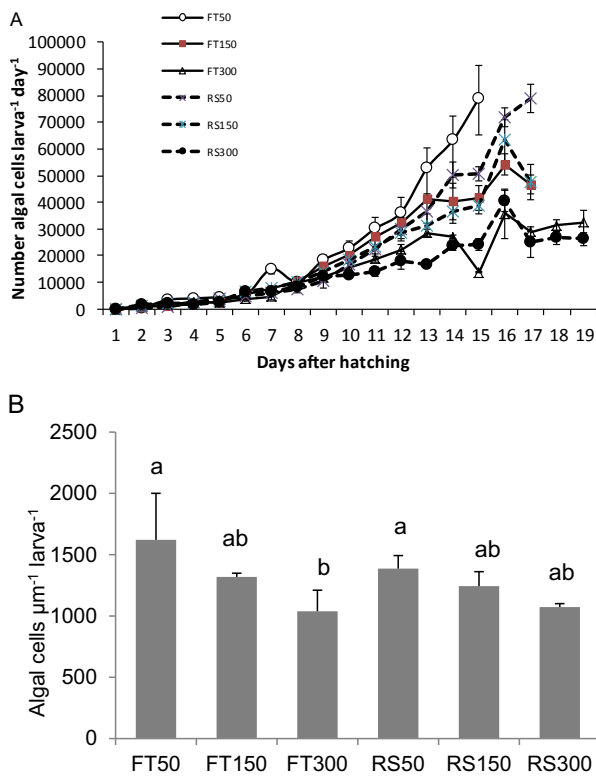 A
FT50
FT150
FT300
RS50
RS150
RS300
Number algal cells larva⁻¹ day⁻¹
100000
90000
80000
70000
60000
50000
40000
30000
20000
10000
0
1 2 3 4 5 6 7 8 9 10 11 12 13 14 15 16 17 18 19
Days after hatching
B
Algal cells µm⁻¹ larva⁻¹
2500
2000
1500
1000
500
0
a ab b a ab ab
FT50 FT150 FT300 RS50 RS150 RS300